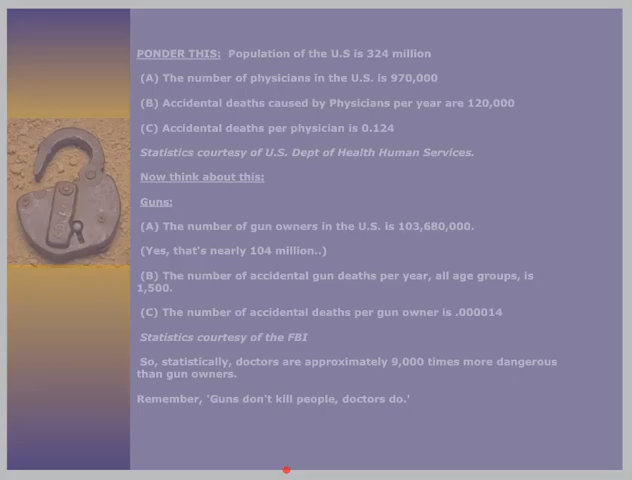 PONDER THIS: Population of the U.S is 324 million
(A) The number of physicians in the U.S. is 970,000
(B) Accidental deaths caused by Physicians per year are 120,000
(C) Accidental deaths per physician is 0.124
Statistics courtesy of U.S. Dept of Health Human Services.
Now think about this:
Guns:
(A) The number of gun owners in the U.S. is 103,680,000.
(Yes, that's nearly 104 million..)
(B) The number of accidental gun deaths per year, all age groups, is
1,500.
(C) The number of accidental deaths per gun owner is .000014
Statistics courtesy of the FBI
So, statistically, doctors are approximately 9,000 times more dangerous
than gun owners.
Remember, 'Guns don't kill people, doctors do.'